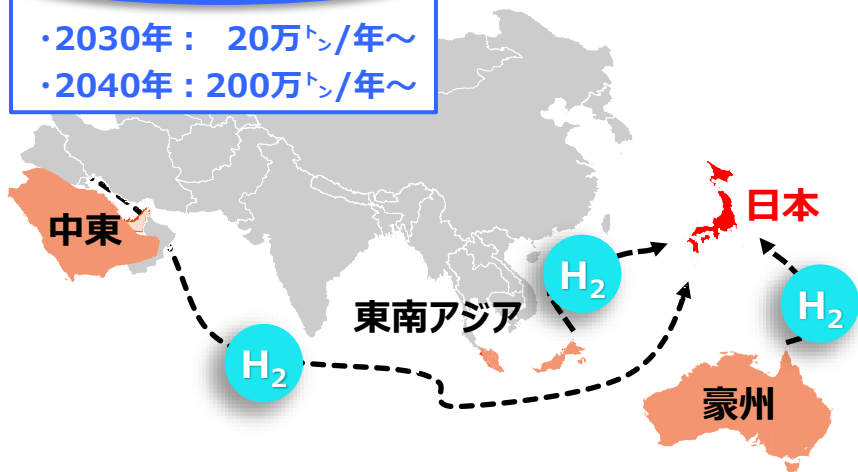 ・2030年： 20万㌧/年～
・2040年：200万㌧/年～
中東
日本
H₂
東南アジア
H₂
H₂
豪州